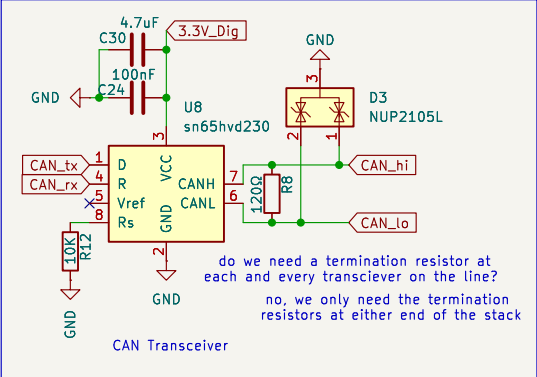 4.7uF
3.3V_Dig
C30
100nF
C24
GND
GND
3
D3
NUP2105L
2
1
U8
sn65hvd230
3
CAN_tx
1
D
VCC
CAN_rx
4
R
CANH
7
CAN_hi
5
Vref
CANL
6
8
Rs
GND
2
120Ω
R8
CAN_lo
10K
R12
GND
GND
do we need a termination resistor at
each and every transciever on the line?
no, we only need the termination
resistors at either end of the stack
CAN Transceiver